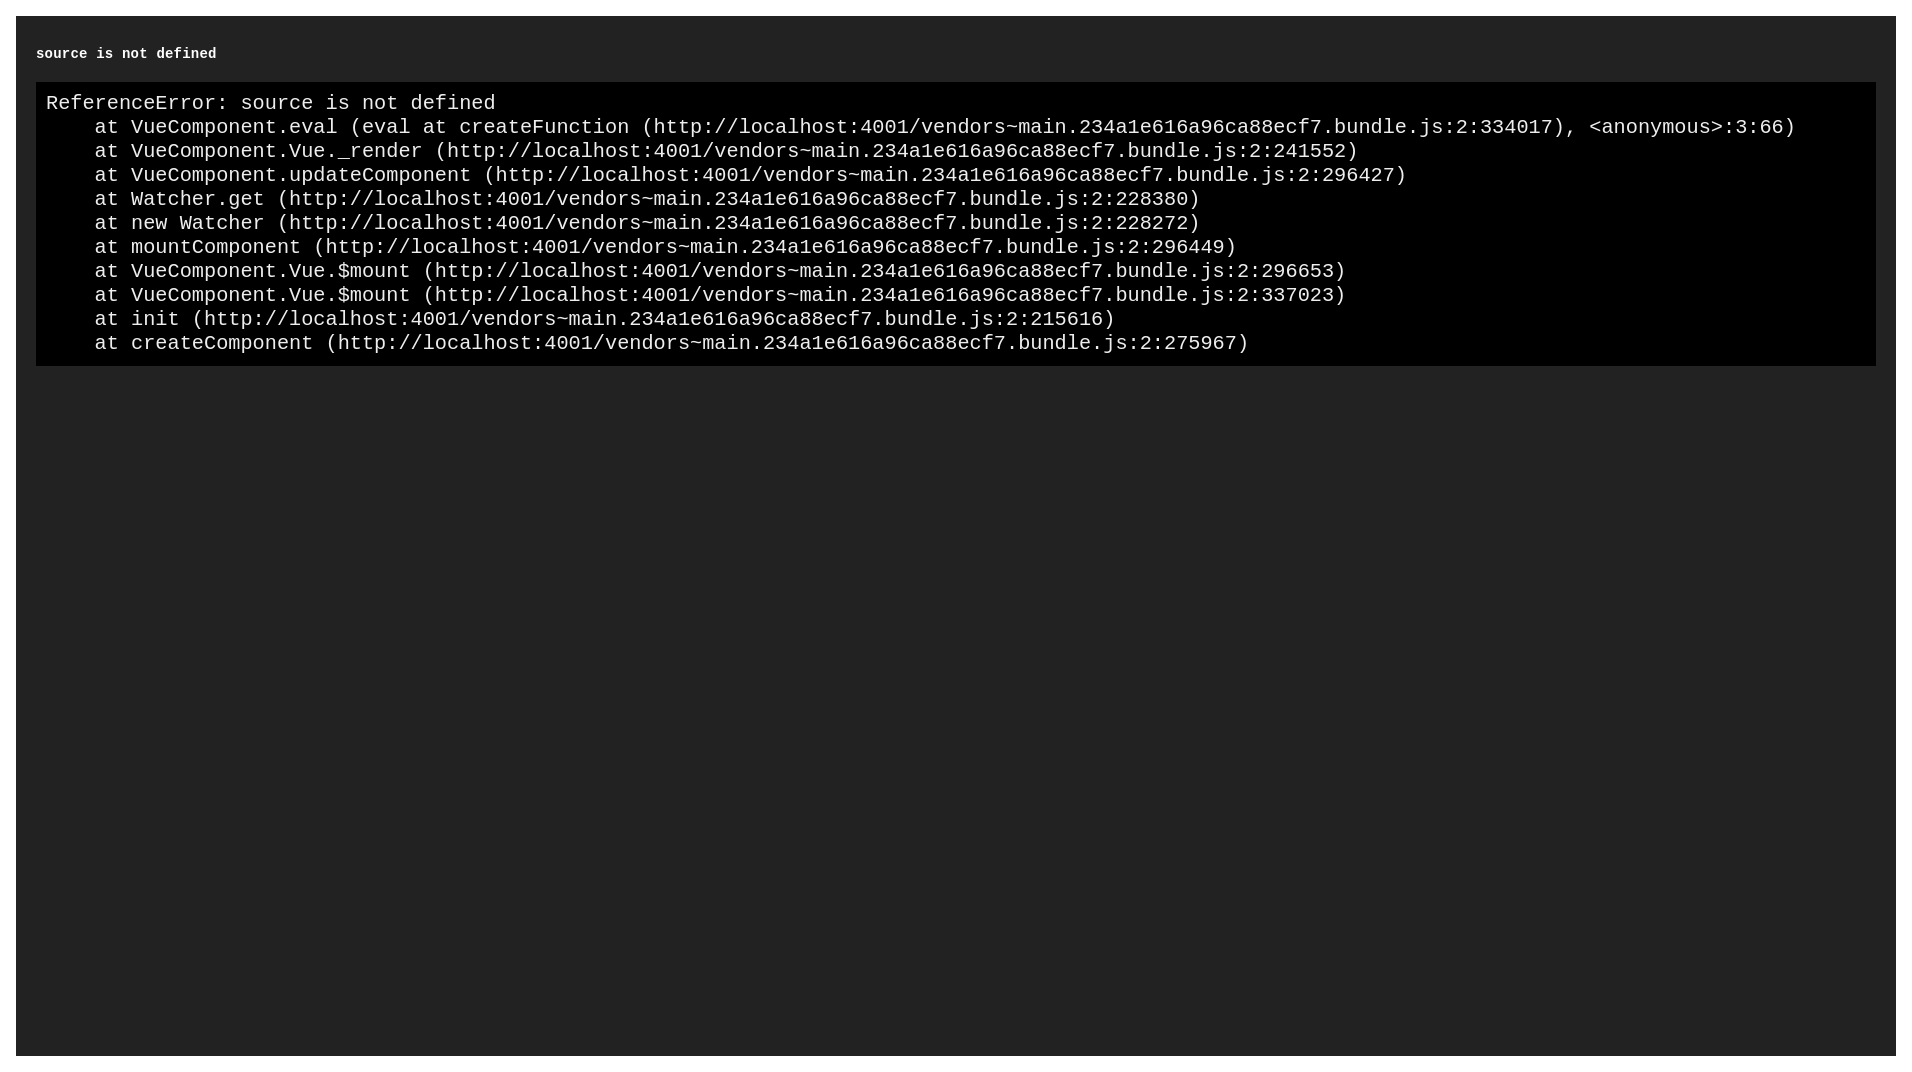 source is not defined
ReferenceError: source is not defined
    at VueComponent.eval (eval at createFunction (http://localhost:4001/vendors~main.234a1e616a96ca88ecf7.bundle.js:2:334017), <anonymous>:3:66)
    at VueComponent.Vue._render (http://localhost:4001/vendors~main.234a1e616a96ca88ecf7.bundle.js:2:241552)
    at VueComponent.updateComponent (http://localhost:4001/vendors~main.234a1e616a96ca88ecf7.bundle.js:2:296427)
    at Watcher.get (http://localhost:4001/vendors~main.234a1e616a96ca88ecf7.bundle.js:2:228380)
    at new Watcher (http://localhost:4001/vendors~main.234a1e616a96ca88ecf7.bundle.js:2:228272)
    at mountComponent (http://localhost:4001/vendors~main.234a1e616a96ca88ecf7.bundle.js:2:296449)
    at VueComponent.Vue.$mount (http://localhost:4001/vendors~main.234a1e616a96ca88ecf7.bundle.js:2:296653)
    at VueComponent.Vue.$mount (http://localhost:4001/vendors~main.234a1e616a96ca88ecf7.bundle.js:2:337023)
    at init (http://localhost:4001/vendors~main.234a1e616a96ca88ecf7.bundle.js:2:215616)
    at createComponent (http://localhost:4001/vendors~main.234a1e616a96ca88ecf7.bundle.js:2:275967)